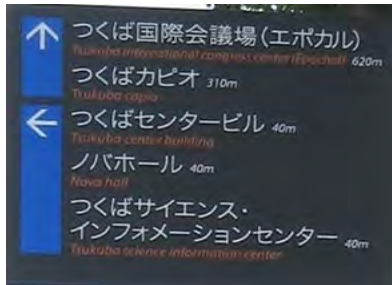 つくば国際会議場(エポカル)
Tsukuba international congress center (Epochal) 620m
つくばカピオ 310m
Tsukuba capio
つくばセンタービル 40m
Tsukuba center building
ノバホール 40m
Nova hall
つくばサイエンス・
インフォメーションセンター 40m
Tsukuba science information center